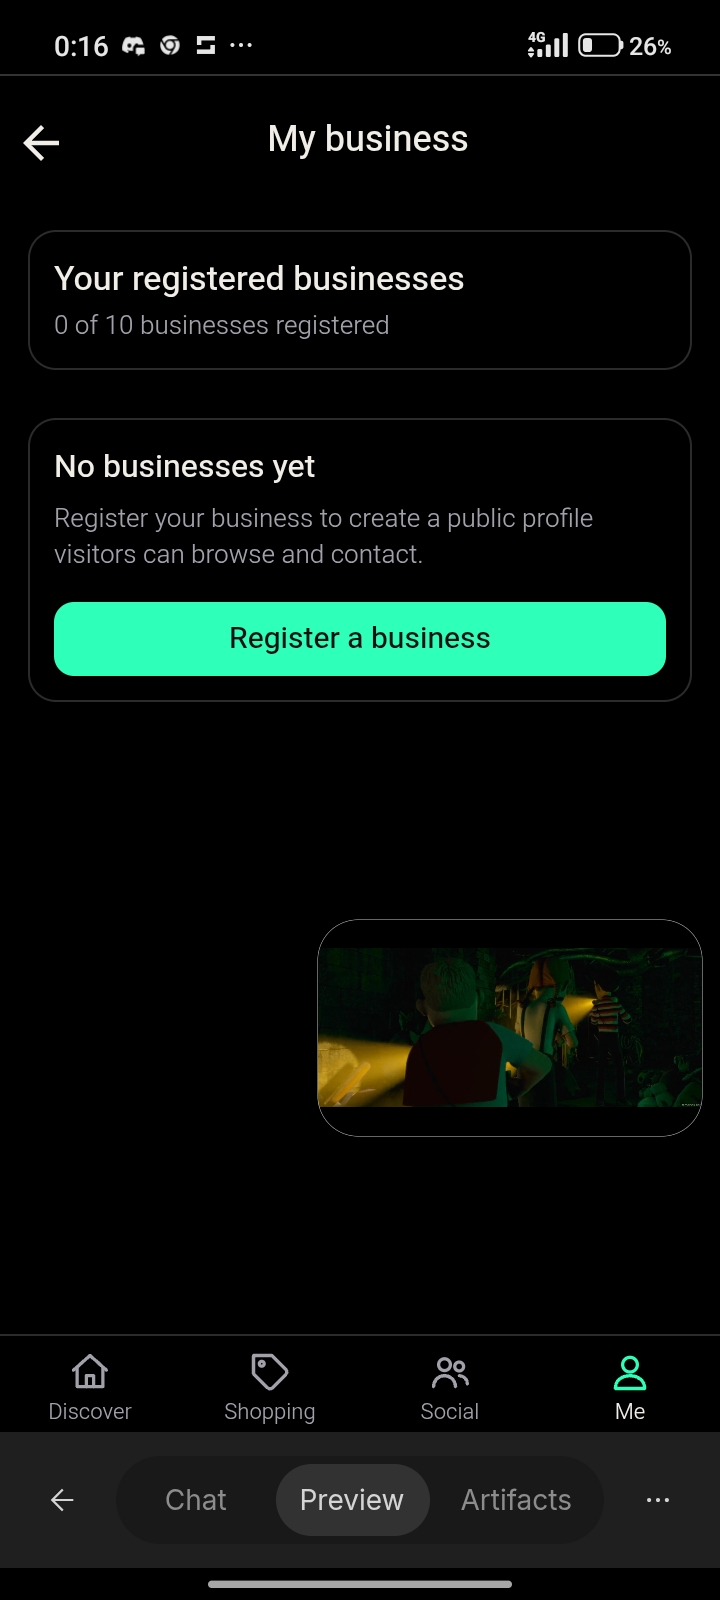 0:16
4G
26%
My business
Your registered businesses
0 of 10 businesses registered
No businesses yet
Register your business to create a public profile
visitors can browse and contact.
Register a business
Discover
Shopping
Social
Me
Chat
Preview
Artifacts